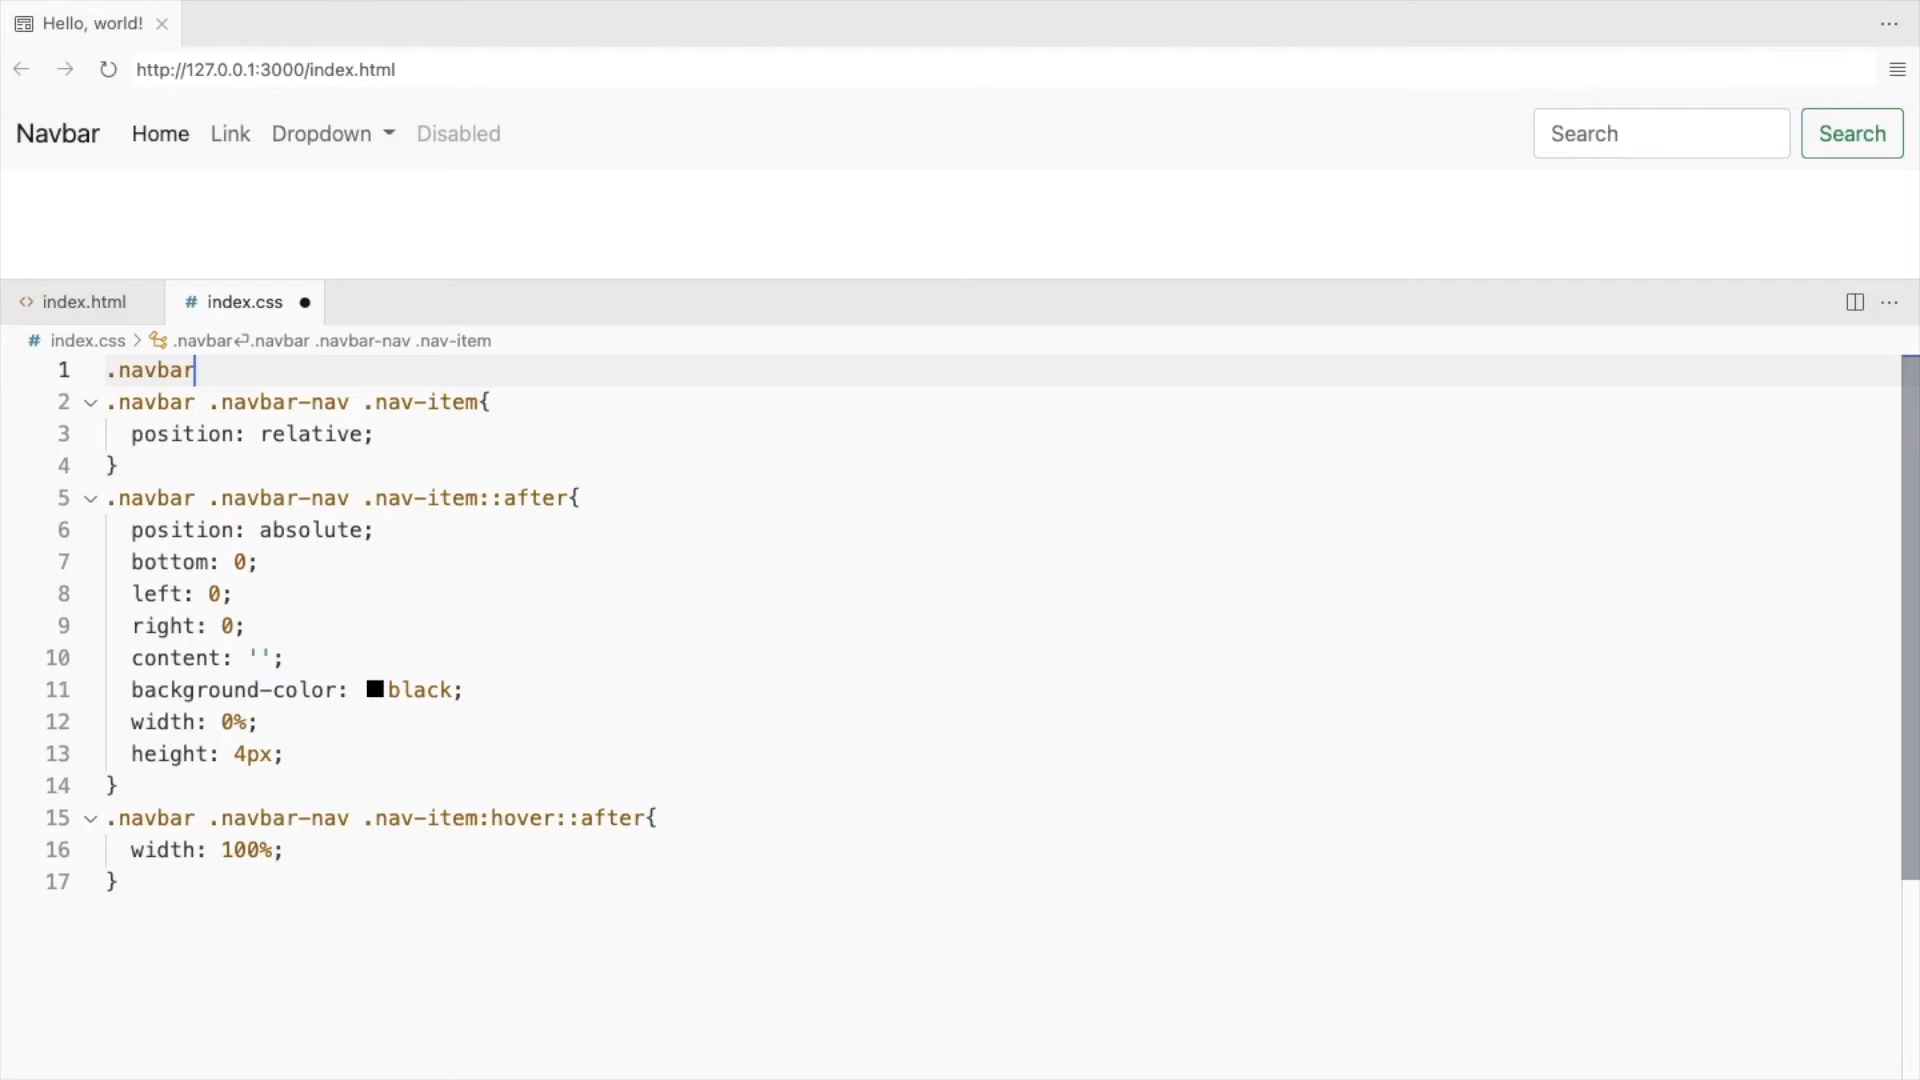 Hello, world!
http://127.0.0.1:3000/index.html
Navbar Home Link Dropdown Disabled Search Search
index.html # index.css
# index.css > .navbar↵.navbar .navbar-nav .nav-item
1 .navbar
2 .navbar .navbar-nav .nav-item{
3 position: relative;
4 }
5 .navbar .navbar-nav .nav-item::after{
6 position: absolute;
7 bottom: 0;
8 left: 0;
9 right: 0;
10 content: '';
11 background-color: black;
12 width: 0%;
13 height: 4px;
14 }
15 .navbar .navbar-nav .nav-item:hover::after{
16 width: 100%;
17 }